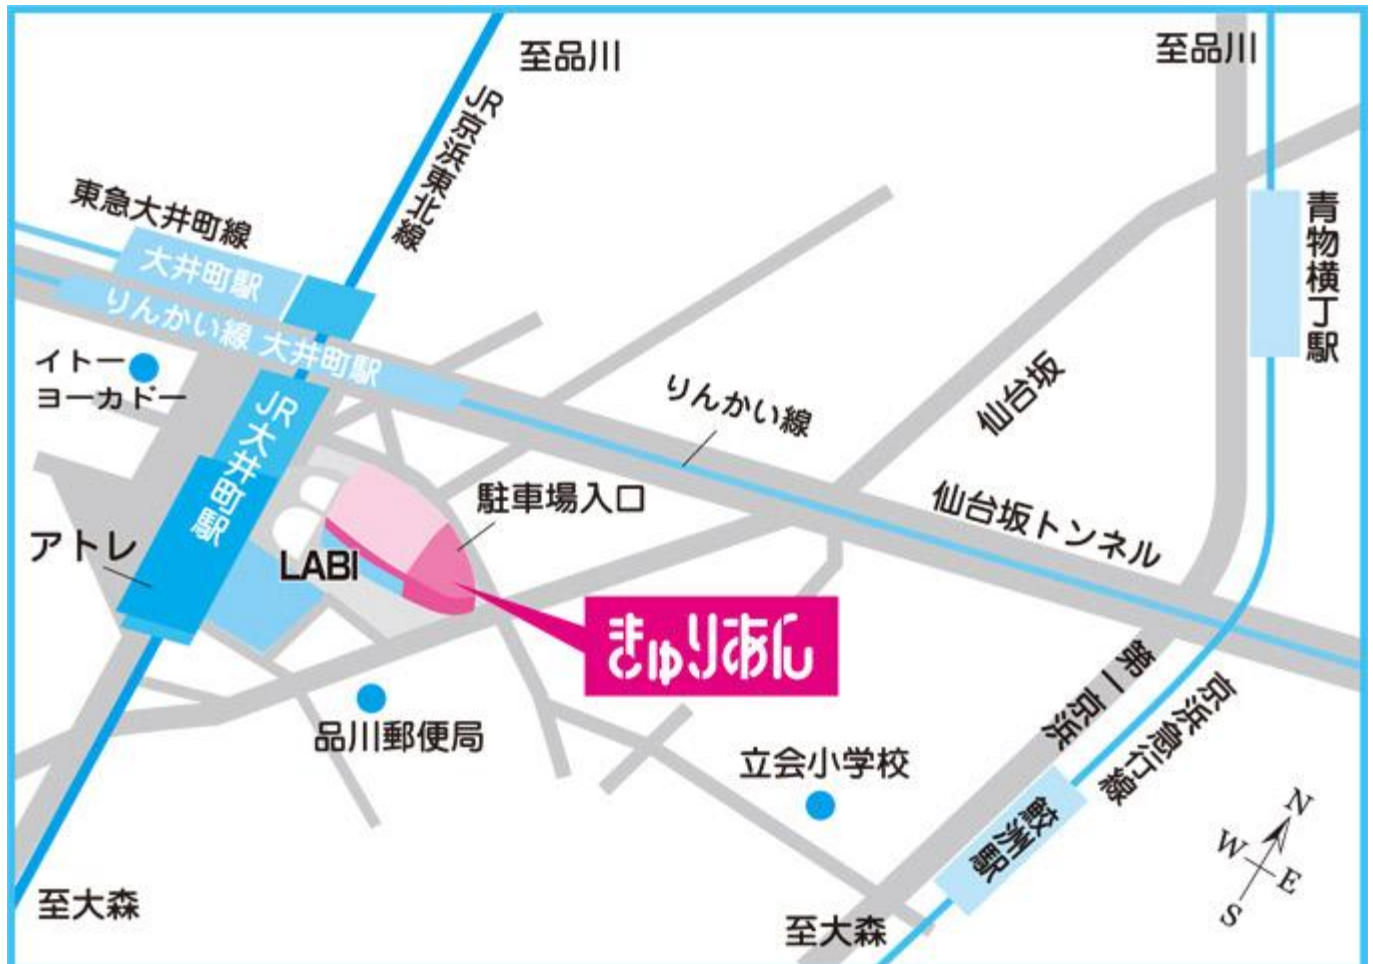 至品川
至品川
JR京浜東北線
東急大井町線
大井町駅
りんかい線 大井町駅
青物横丁駅
イトー
ヨーカドー
JR大井町駅
りんかい線
仙台坂
駐車場入口
仙台坂トンネル
アトレ
LABI
きゅりあん
第一京浜
京浜急行線
品川郵便局
立会小学校
鮫洲駅
N
W
E
S
至大森
至大森